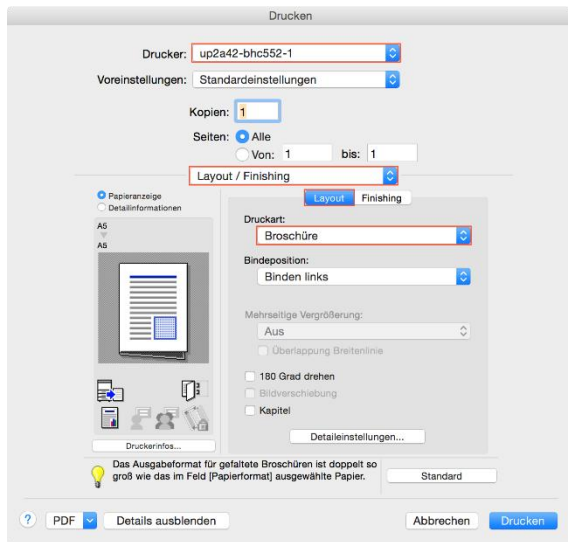 Drucken
Drucker: up2a42-bhc552-1
Voreinstellungen: Standardeinstellungen
Kopien: 1
Seiten: Alle
Von: 1 bis: 1
Layout / Finishing
Papieranzeige
Detailinformationen
A5
A5
Druckerinfos...
Layout Finishing
Druckart:
Broschüre
Bindeposition:
Binden links
Mehrseitige Vergrößerung:
Aus
Überlappung Breitenlinie
180 Grad drehen
Bildverschiebung
Kapitel
Detaileinstellungen...
Das Ausgabeformat für gefaltete Broschüren ist doppelt so
groß wie das im Feld [Papierformat] ausgewählte Papier.
Standard
? PDF Details ausblenden Abbrechen Drucken